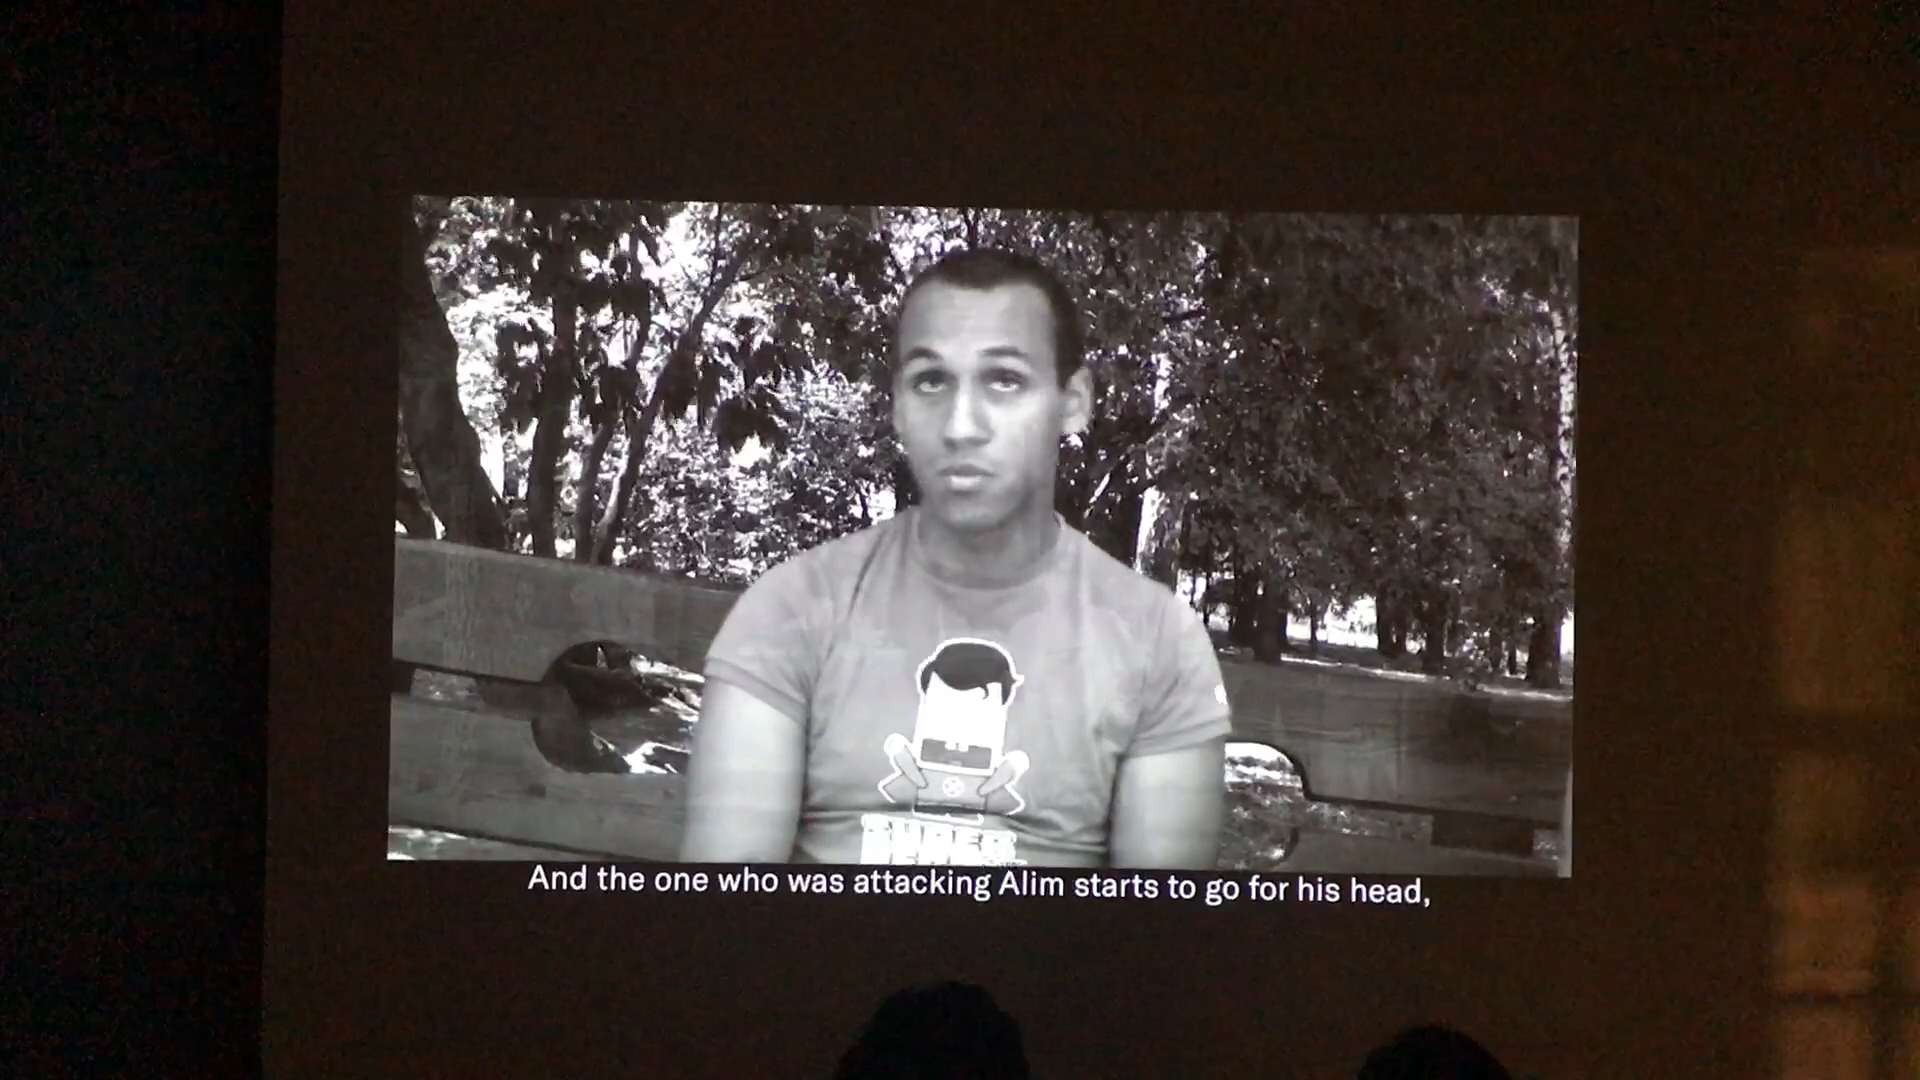 And the one who was attacking Alim starts to go for his head,